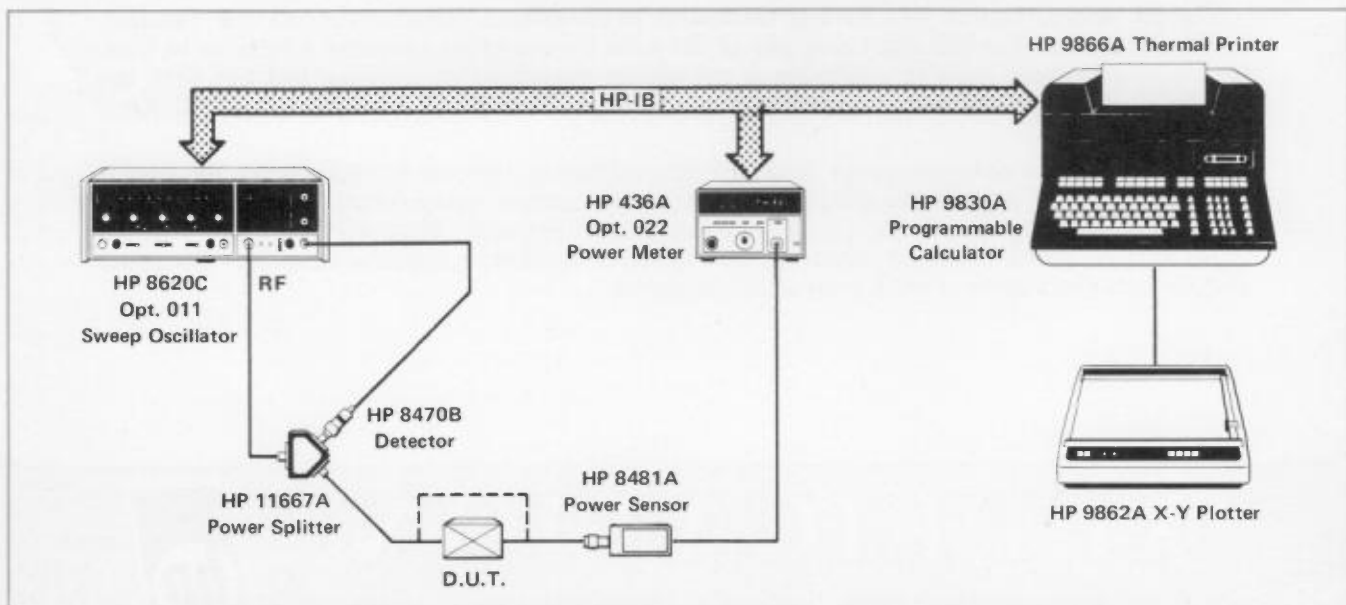 HP 9866A Thermal Printer
HP-IB
HP 436A
Opt. 022
Power Meter
HP 9830A
Programmable
Calculator
HP 8620C
Opt. 011
Sweep Oscillator
RF
HP 8470B
Detector
HP 11667A
Power Splitter
HP 8481A
Power Sensor
HP 9862A X-Y Plotter
D.U.T.